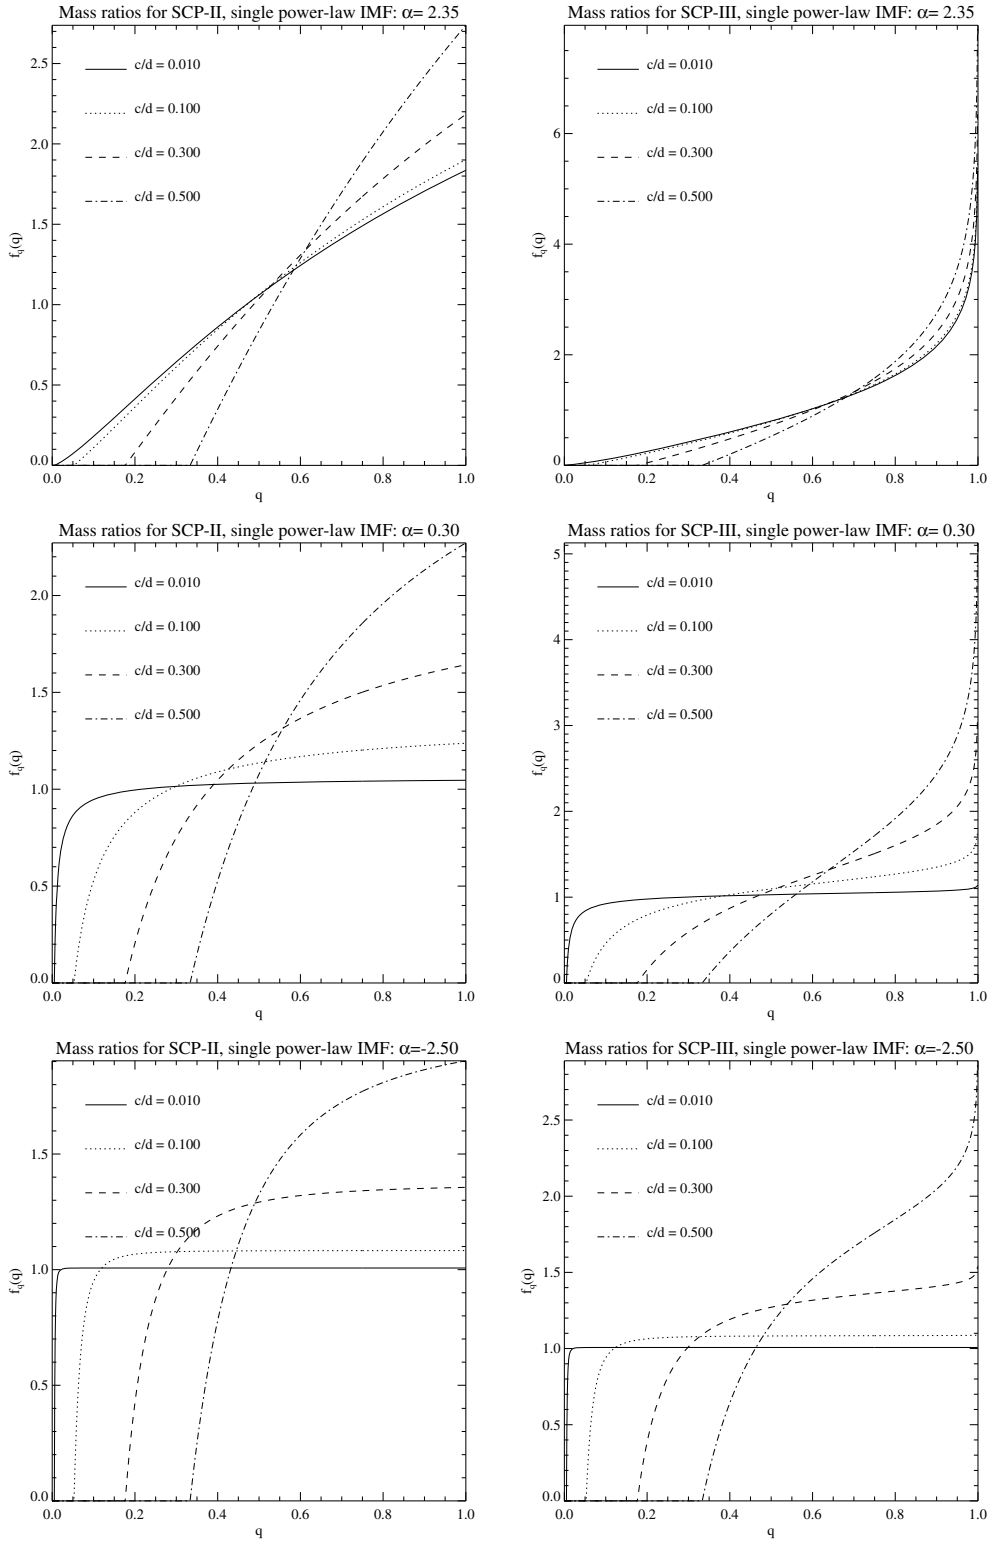 Mass ratios for SCP-II, single power-law IMF: α= 2.35
c/d = 0.010
c/d = 0.100
c/d = 0.300
c/d = 0.500
2.5
2.0
1.5
1.0
0.5
0.0
f_q(q)
0.0 0.2 0.4 0.6 0.8 1.0
q
Mass ratios for SCP-III, single power-law IMF: α= 2.35
c/d = 0.010
c/d = 0.100
c/d = 0.300
c/d = 0.500
6
4
2
0
f_q(q)
0.0 0.2 0.4 0.6 0.8 1.0
q
Mass ratios for SCP-II, single power-law IMF: α= 0.30
c/d = 0.010
c/d = 0.100
c/d = 0.300
c/d = 0.500
2.0
1.5
1.0
0.5
0.0
f_q(q)
0.0 0.2 0.4 0.6 0.8 1.0
q
Mass ratios for SCP-III, single power-law IMF: α= 0.30
c/d = 0.010
c/d = 0.100
c/d = 0.300
c/d = 0.500
5
4
3
2
1
0
f_q(q)
0.0 0.2 0.4 0.6 0.8 1.0
q
Mass ratios for SCP-II, single power-law IMF: α=-2.50
c/d = 0.010
c/d = 0.100
c/d = 0.300
c/d = 0.500
1.5
1.0
0.5
0.0
f_q(q)
0.0 0.2 0.4 0.6 0.8 1.0
q
Mass ratios for SCP-III, single power-law IMF: α=-2.50
c/d = 0.010
c/d = 0.100
c/d = 0.300
c/d = 0.500
2.5
2.0
1.5
1.0
0.5
0.0
f_q(q)
0.0 0.2 0.4 0.6 0.8 1.0
q